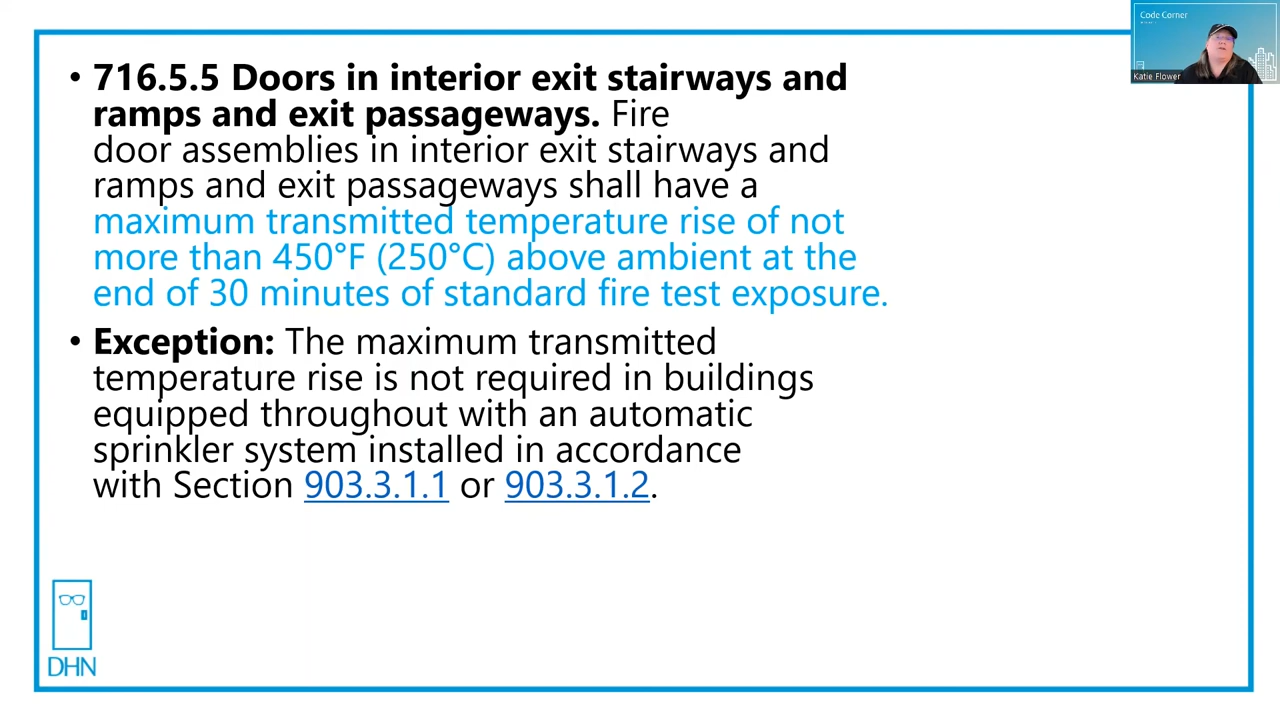 Code Corner
Katie Flower
• 716.5.5 Doors in interior exit stairways and
ramps and exit passageways. Fire
door assemblies in interior exit stairways and
ramps and exit passageways shall have a
maximum transmitted temperature rise of not
more than 450°F (250°C) above ambient at the
end of 30 minutes of standard fire test exposure.
• Exception: The maximum transmitted
temperature rise is not required in buildings
equipped throughout with an automatic
sprinkler system installed in accordance
with Section 903.3.1.1 or 903.3.1.2.
DHN